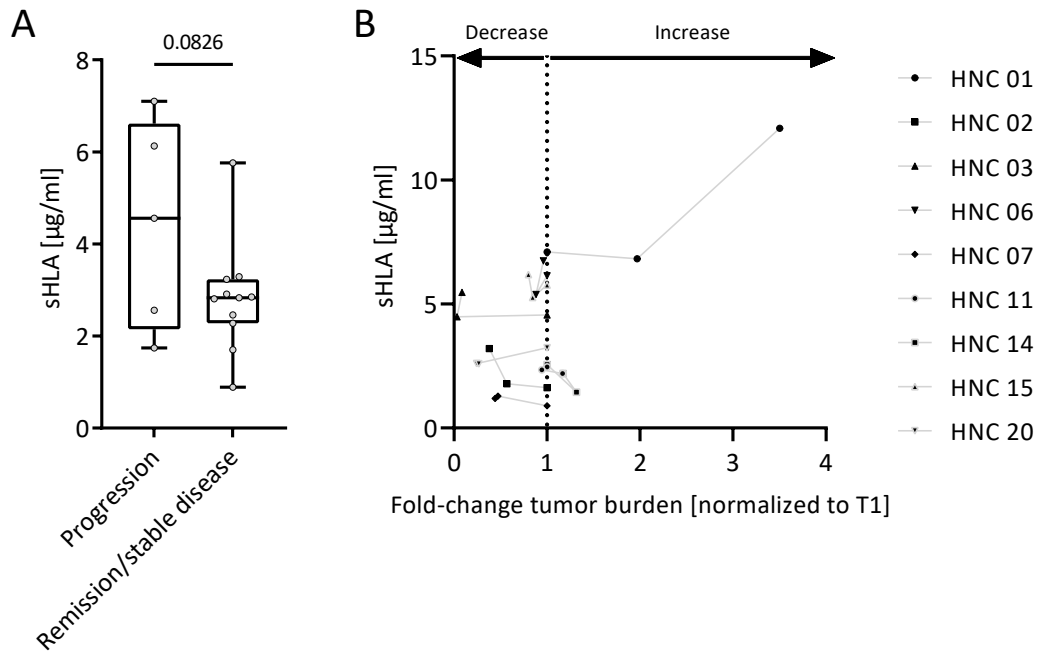 A
0.0826
8
6
4
2
0
sHLA [µg/ml]
Progression
Remission/stable disease
B
Decrease
Increase
15
10
5
0
sHLA [µg/ml]
0
1
2
3
4
Fold-change tumor burden [normalized to T1]
HNC 01
HNC 02
HNC 03
HNC 06
HNC 07
HNC 11
HNC 14
HNC 15
HNC 20